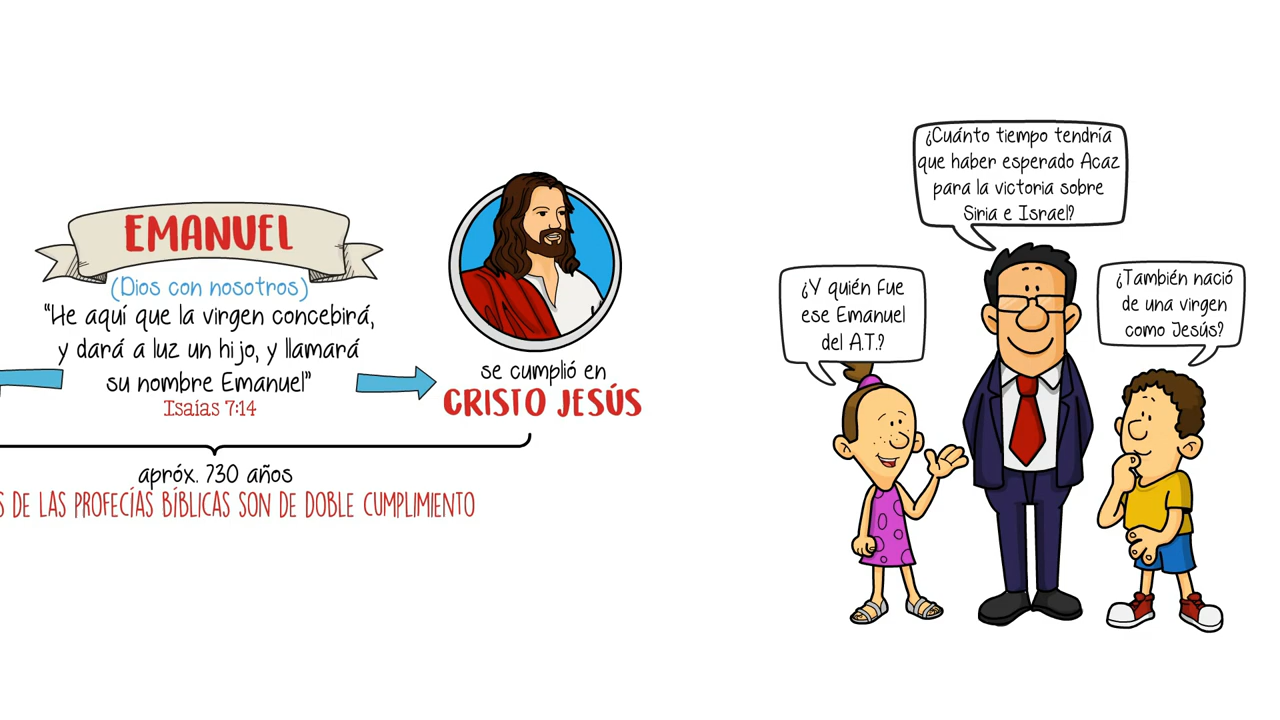 EMANUEL
(Dios con nosotros)
"He aquí que la virgen concebirá,
y dará a luz un hijo, y llamará
su nombre Emanuel"
Isaías 7:14
se cumplió en
CRISTO JESÚS
apróx. 730 años
S DE LAS PROFECÍAS BÍBLICAS SON DE DOBLE CUMPLIMIENTO
¿Cuánto tiempo tendría
que haber esperado Acaz
para la victoria sobre
Siria e Israel?
¿Y quién fue
ese Emanuel
del A.T.?
¿También nació
de una virgen
como Jesús?